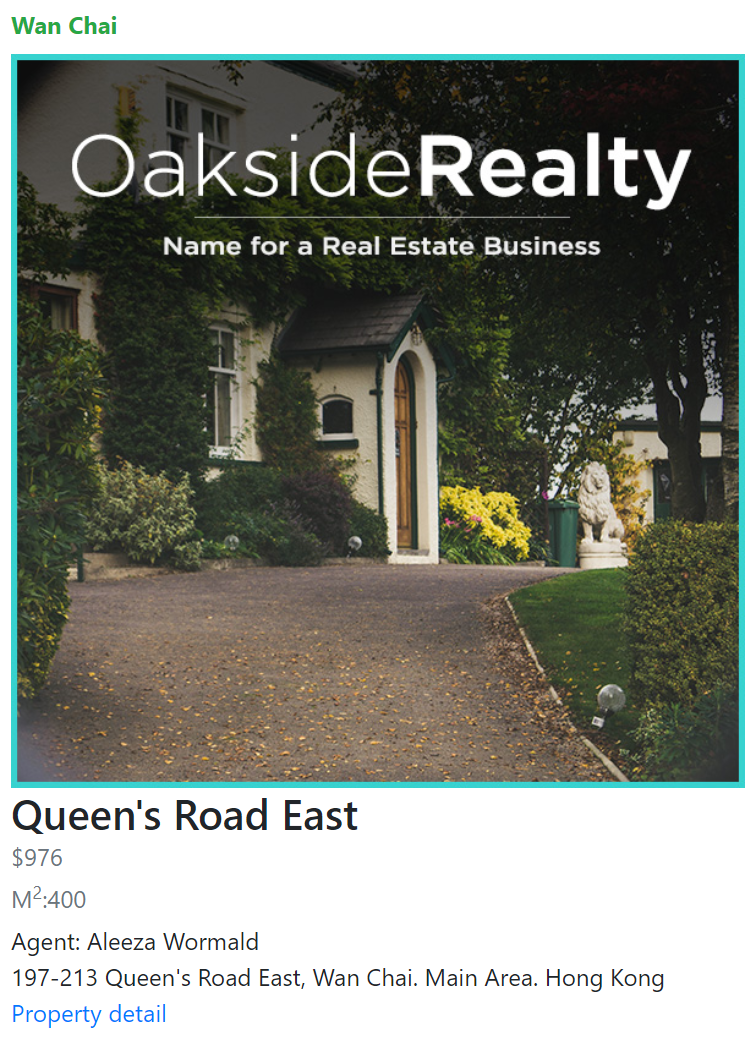 Wan Chai
OaksideRealty
Name for a Real Estate Business
Queen's Road East
$976
M²:400
Agent: Aleeza Wormald
197-213 Queen's Road East, Wan Chai. Main Area. Hong Kong
Property detail